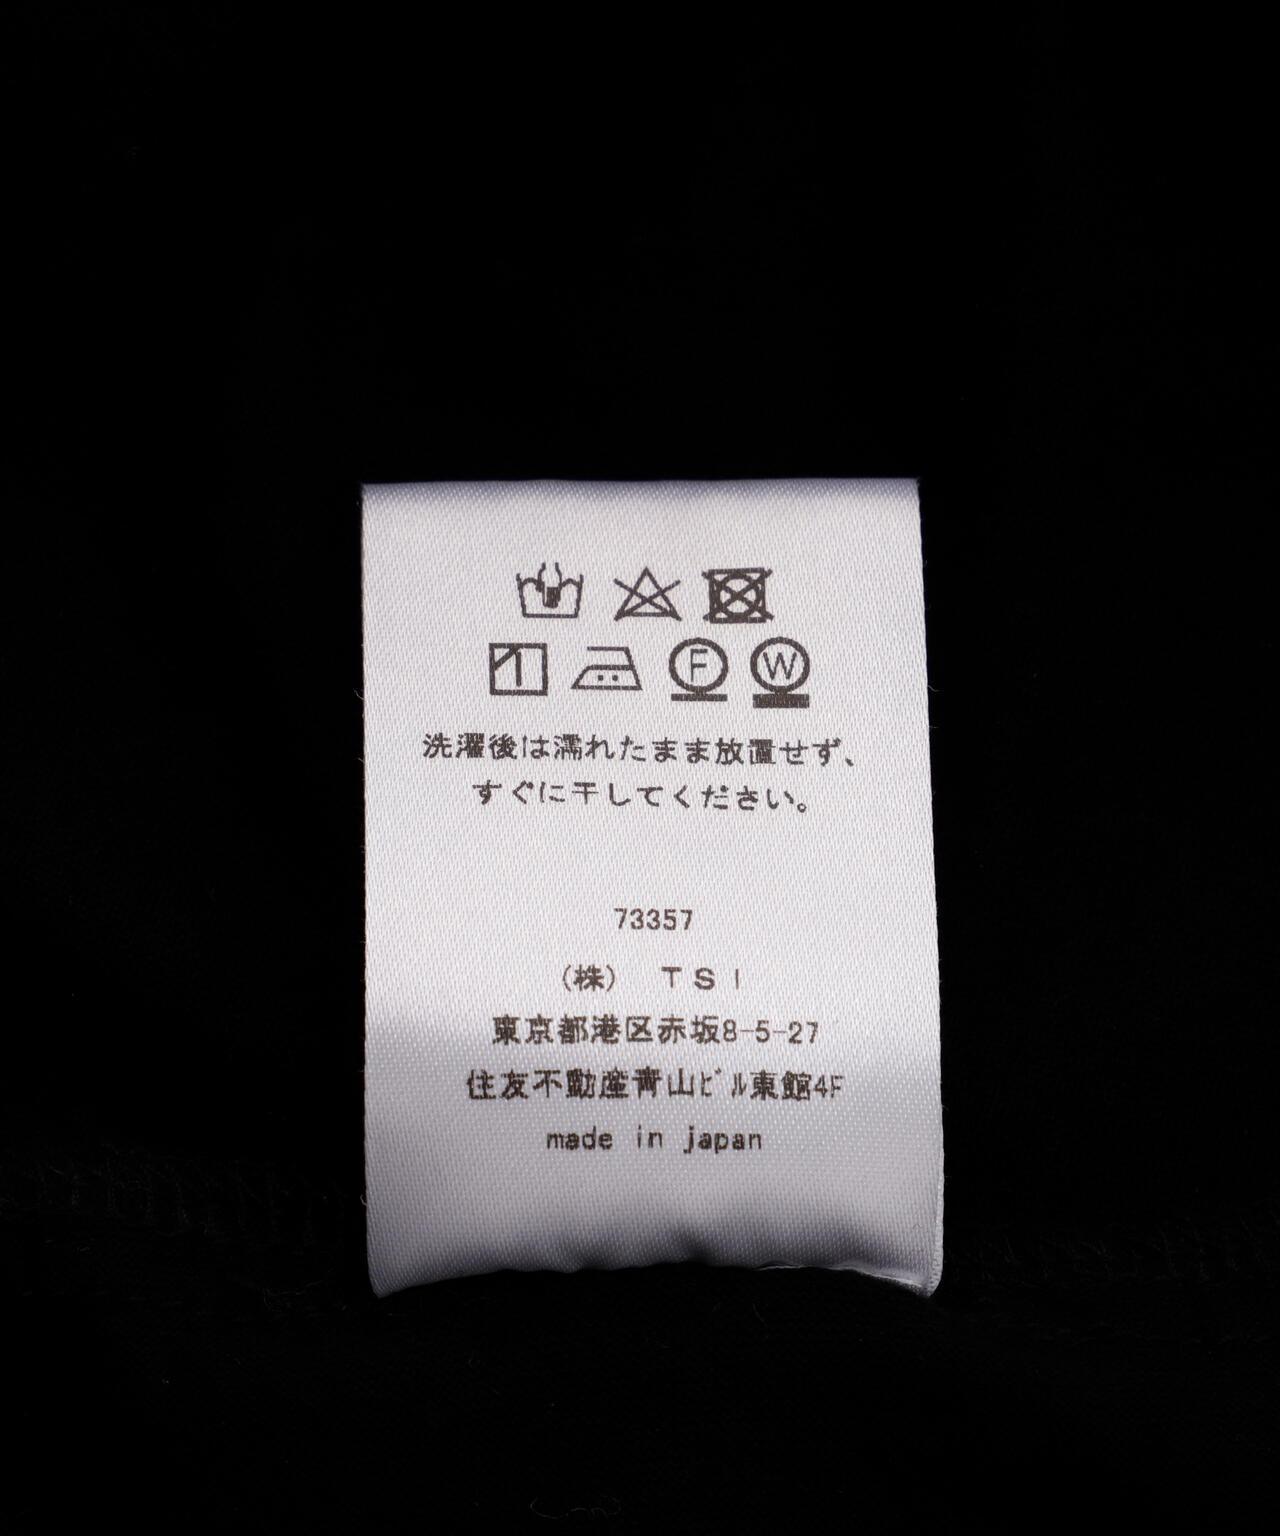 F W
洗濯後は濡れたまま放置せず、
すぐに干してください。
73357
(株) TSI
東京都港区赤坂8-5-27
住友不動産青山ビル東館4F
made in japan